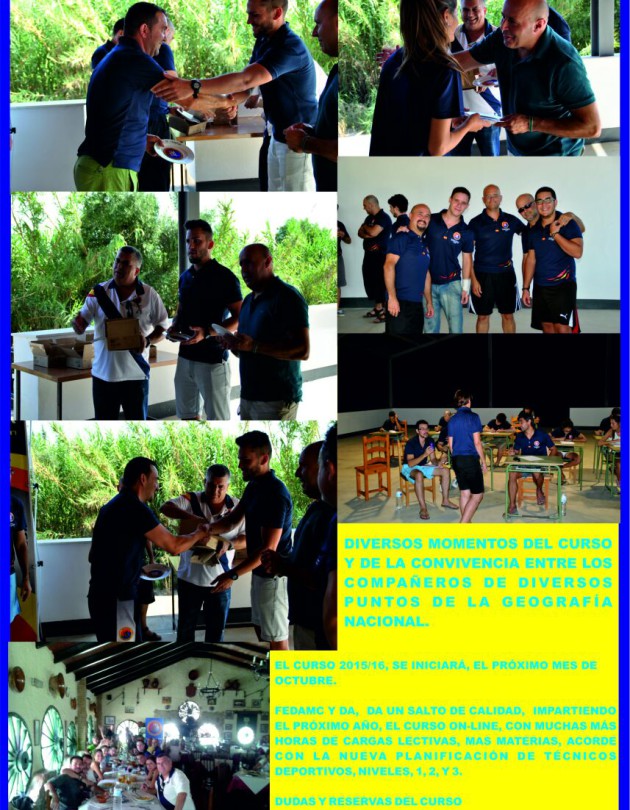 DIVERSOS MOMENTOS DEL CURSO
Y DE LA CONVIVENCIA ENTRE LOS
COMPAÑEROS DE DIVERSOS
PUNTOS DE LA GEOGRAFÍA
NACIONAL.
EL CURSO 2015/16, SE INICIARÁ, EL PRÓXIMO MES DE
OCTUBRE.
FEDAMC Y DA, DA UN SALTO DE CALIDAD, IMPARTIENDO
EL PRÓXIMO AÑO, EL CURSO ON-LINE, CON MUCHAS MÁS
HORAS DE CARGAS LECTIVAS, MAS MATERIAS, ACORDE
CON LA NUEVA PLANIFICACIÓN DE TÉCNICOS
DEPORTIVOS, NIVELES, 1, 2, Y 3.
DUDAS Y RESERVAS DEL CURSO